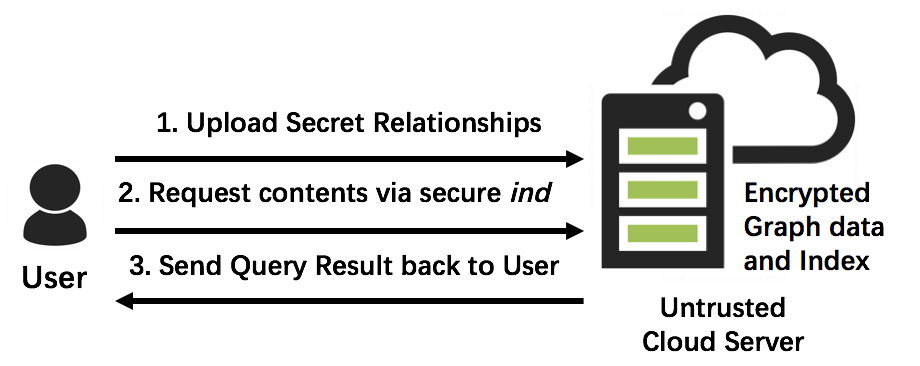 1. Upload Secret Relationships
2. Request contents via secure ind
3. Send Query Result back to User
User
Encrypted
Graph data
and Index
Untrusted
Cloud Server